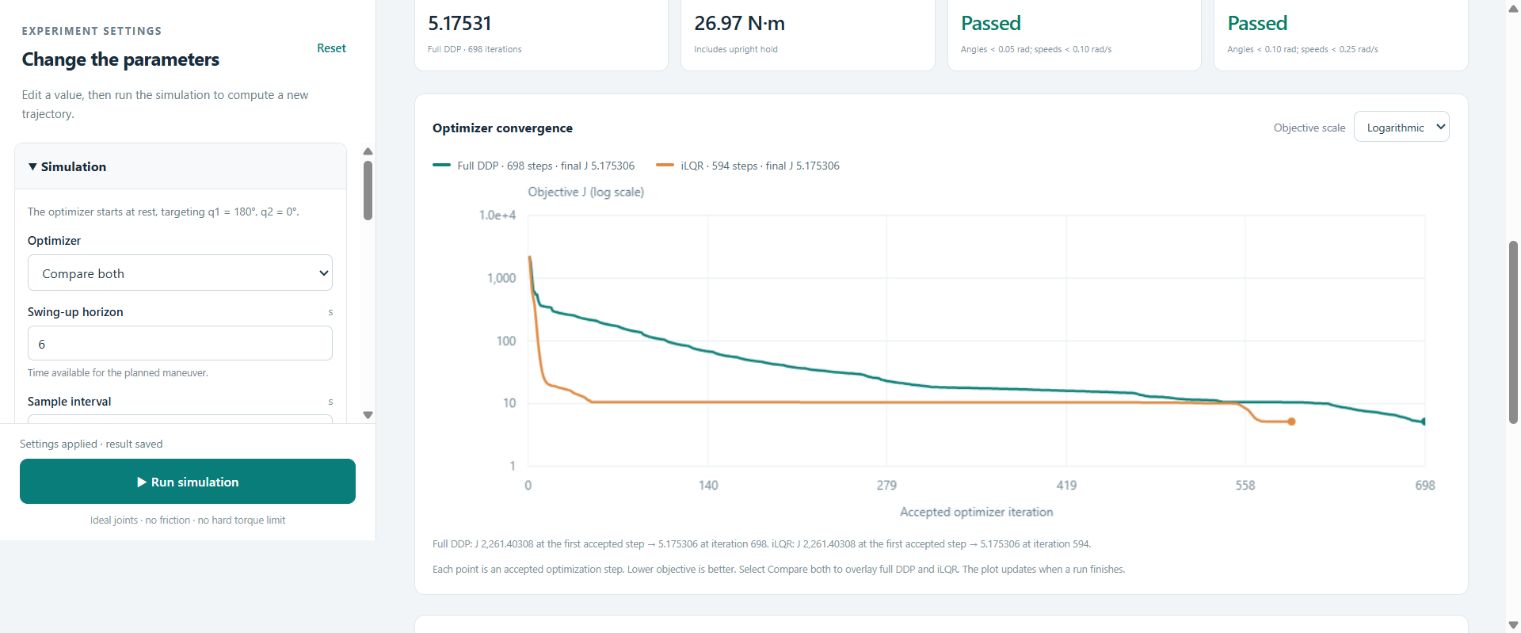 EXPERIMENT SETTINGS
Change the parameters
Reset
Edit a value, then run the simulation to compute a new
trajectory.
▼ Simulation
The optimizer starts at rest, targeting q1 = 180°, q2 = 0°.
Optimizer
Compare both
Swing-up horizon s
6
Time available for the planned maneuver.
Sample interval s
Settings applied · result saved
▶ Run simulation
Ideal joints · no friction · no hard torque limit
5.17531
Full DDP · 698 iterations
26.97 N·m
Includes upright hold
Passed
Angles < 0.05 rad; speeds < 0.10 rad/s
Passed
Angles < 0.10 rad; speeds < 0.25 rad/s
Optimizer convergence
Objective scale Logarithmic
Full DDP · 698 steps · final J 5.175306 iLQR · 594 steps · final J 5.175306
Objective J (log scale)
1.0e+4
1,000
100
10
1
0 140 279 419 558 698
Accepted optimizer iteration
Full DDP: J 2,261.40308 at the first accepted step → 5.175306 at iteration 698. iLQR: J 2,261.40308 at the first accepted step → 5.175306 at iteration 594.
Each point is an accepted optimization step. Lower objective is better. Select Compare both to overlay full DDP and iLQR. The plot updates when a run finishes.